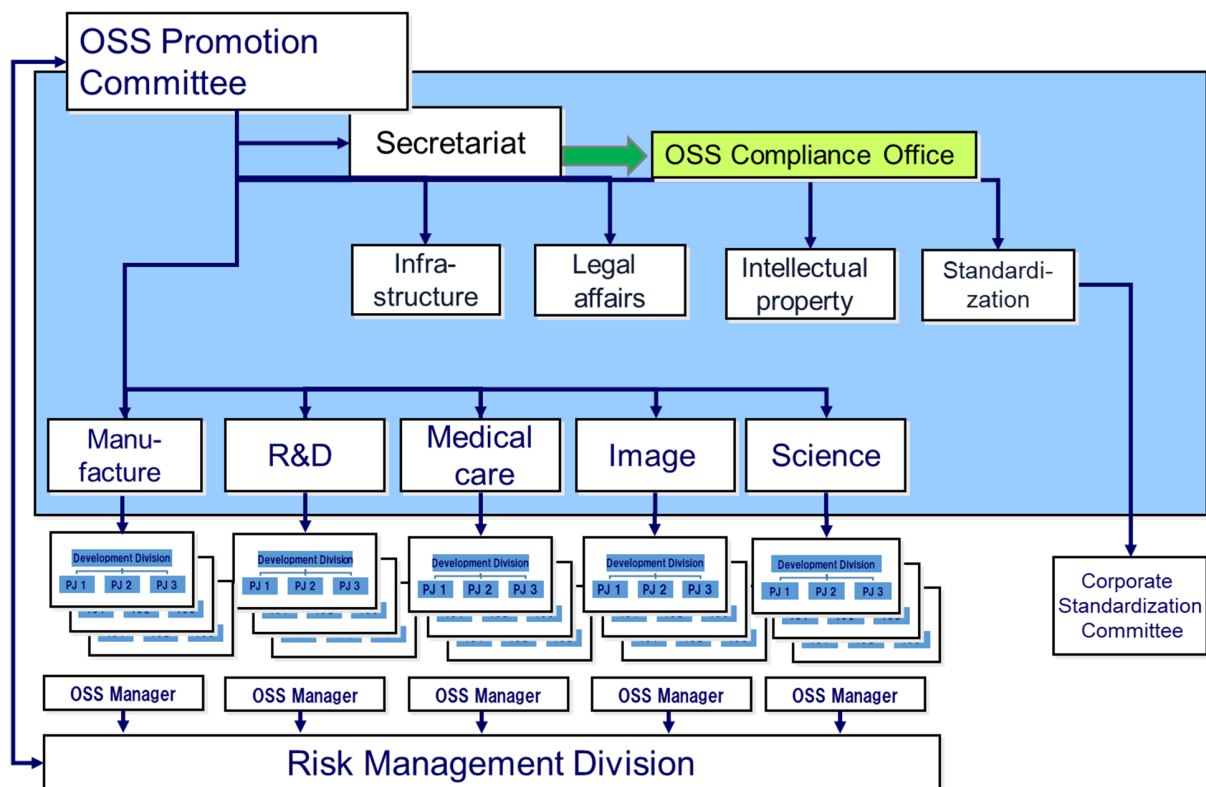 OSS Promotion
Committee
Secretariat
OSS Compliance Office
Infra-
structure
Legal
affairs
Intellectual
property
Standardi-
zation
Manu-
facture
R&D
Medical
care
Image
Science
Development Division
PJ 1 PJ 2 PJ 3
Development Division
PJ 1 PJ 2 PJ 3
Development Division
PJ 1 PJ 2 PJ 3
Development Division
PJ 1 PJ 2 PJ 3
Development Division
PJ 1 PJ 2 PJ 3
Corporate
Standardization
Committee
OSS Manager
OSS Manager
OSS Manager
OSS Manager
OSS Manager
Risk Management Division